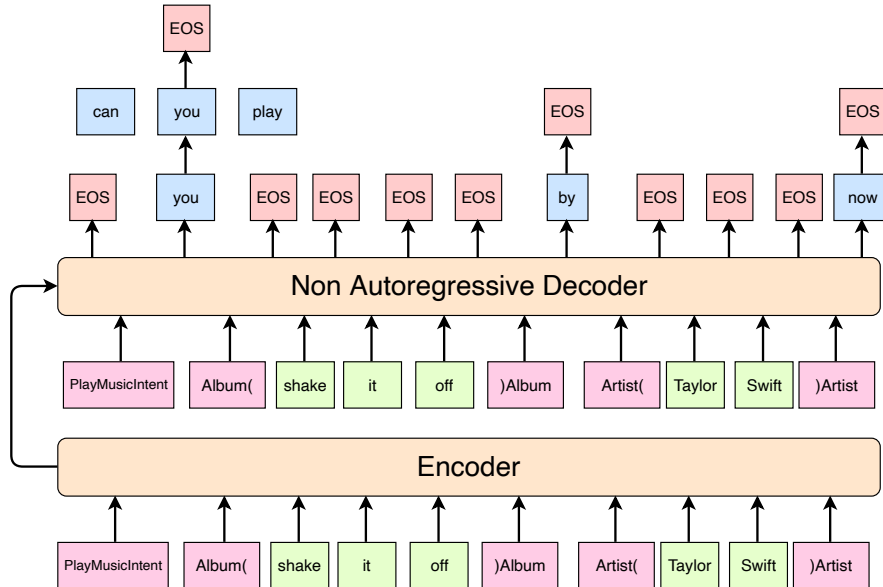 EOS
can you play EOS EOS
EOS you EOS EOS EOS EOS by EOS EOS EOS now
Non Autoregressive Decoder
PlayMusicIntent Album( shake it off )Album Artist( Taylor Swift )Artist
Encoder
PlayMusicIntent Album( shake it off )Album Artist( Taylor Swift )Artist